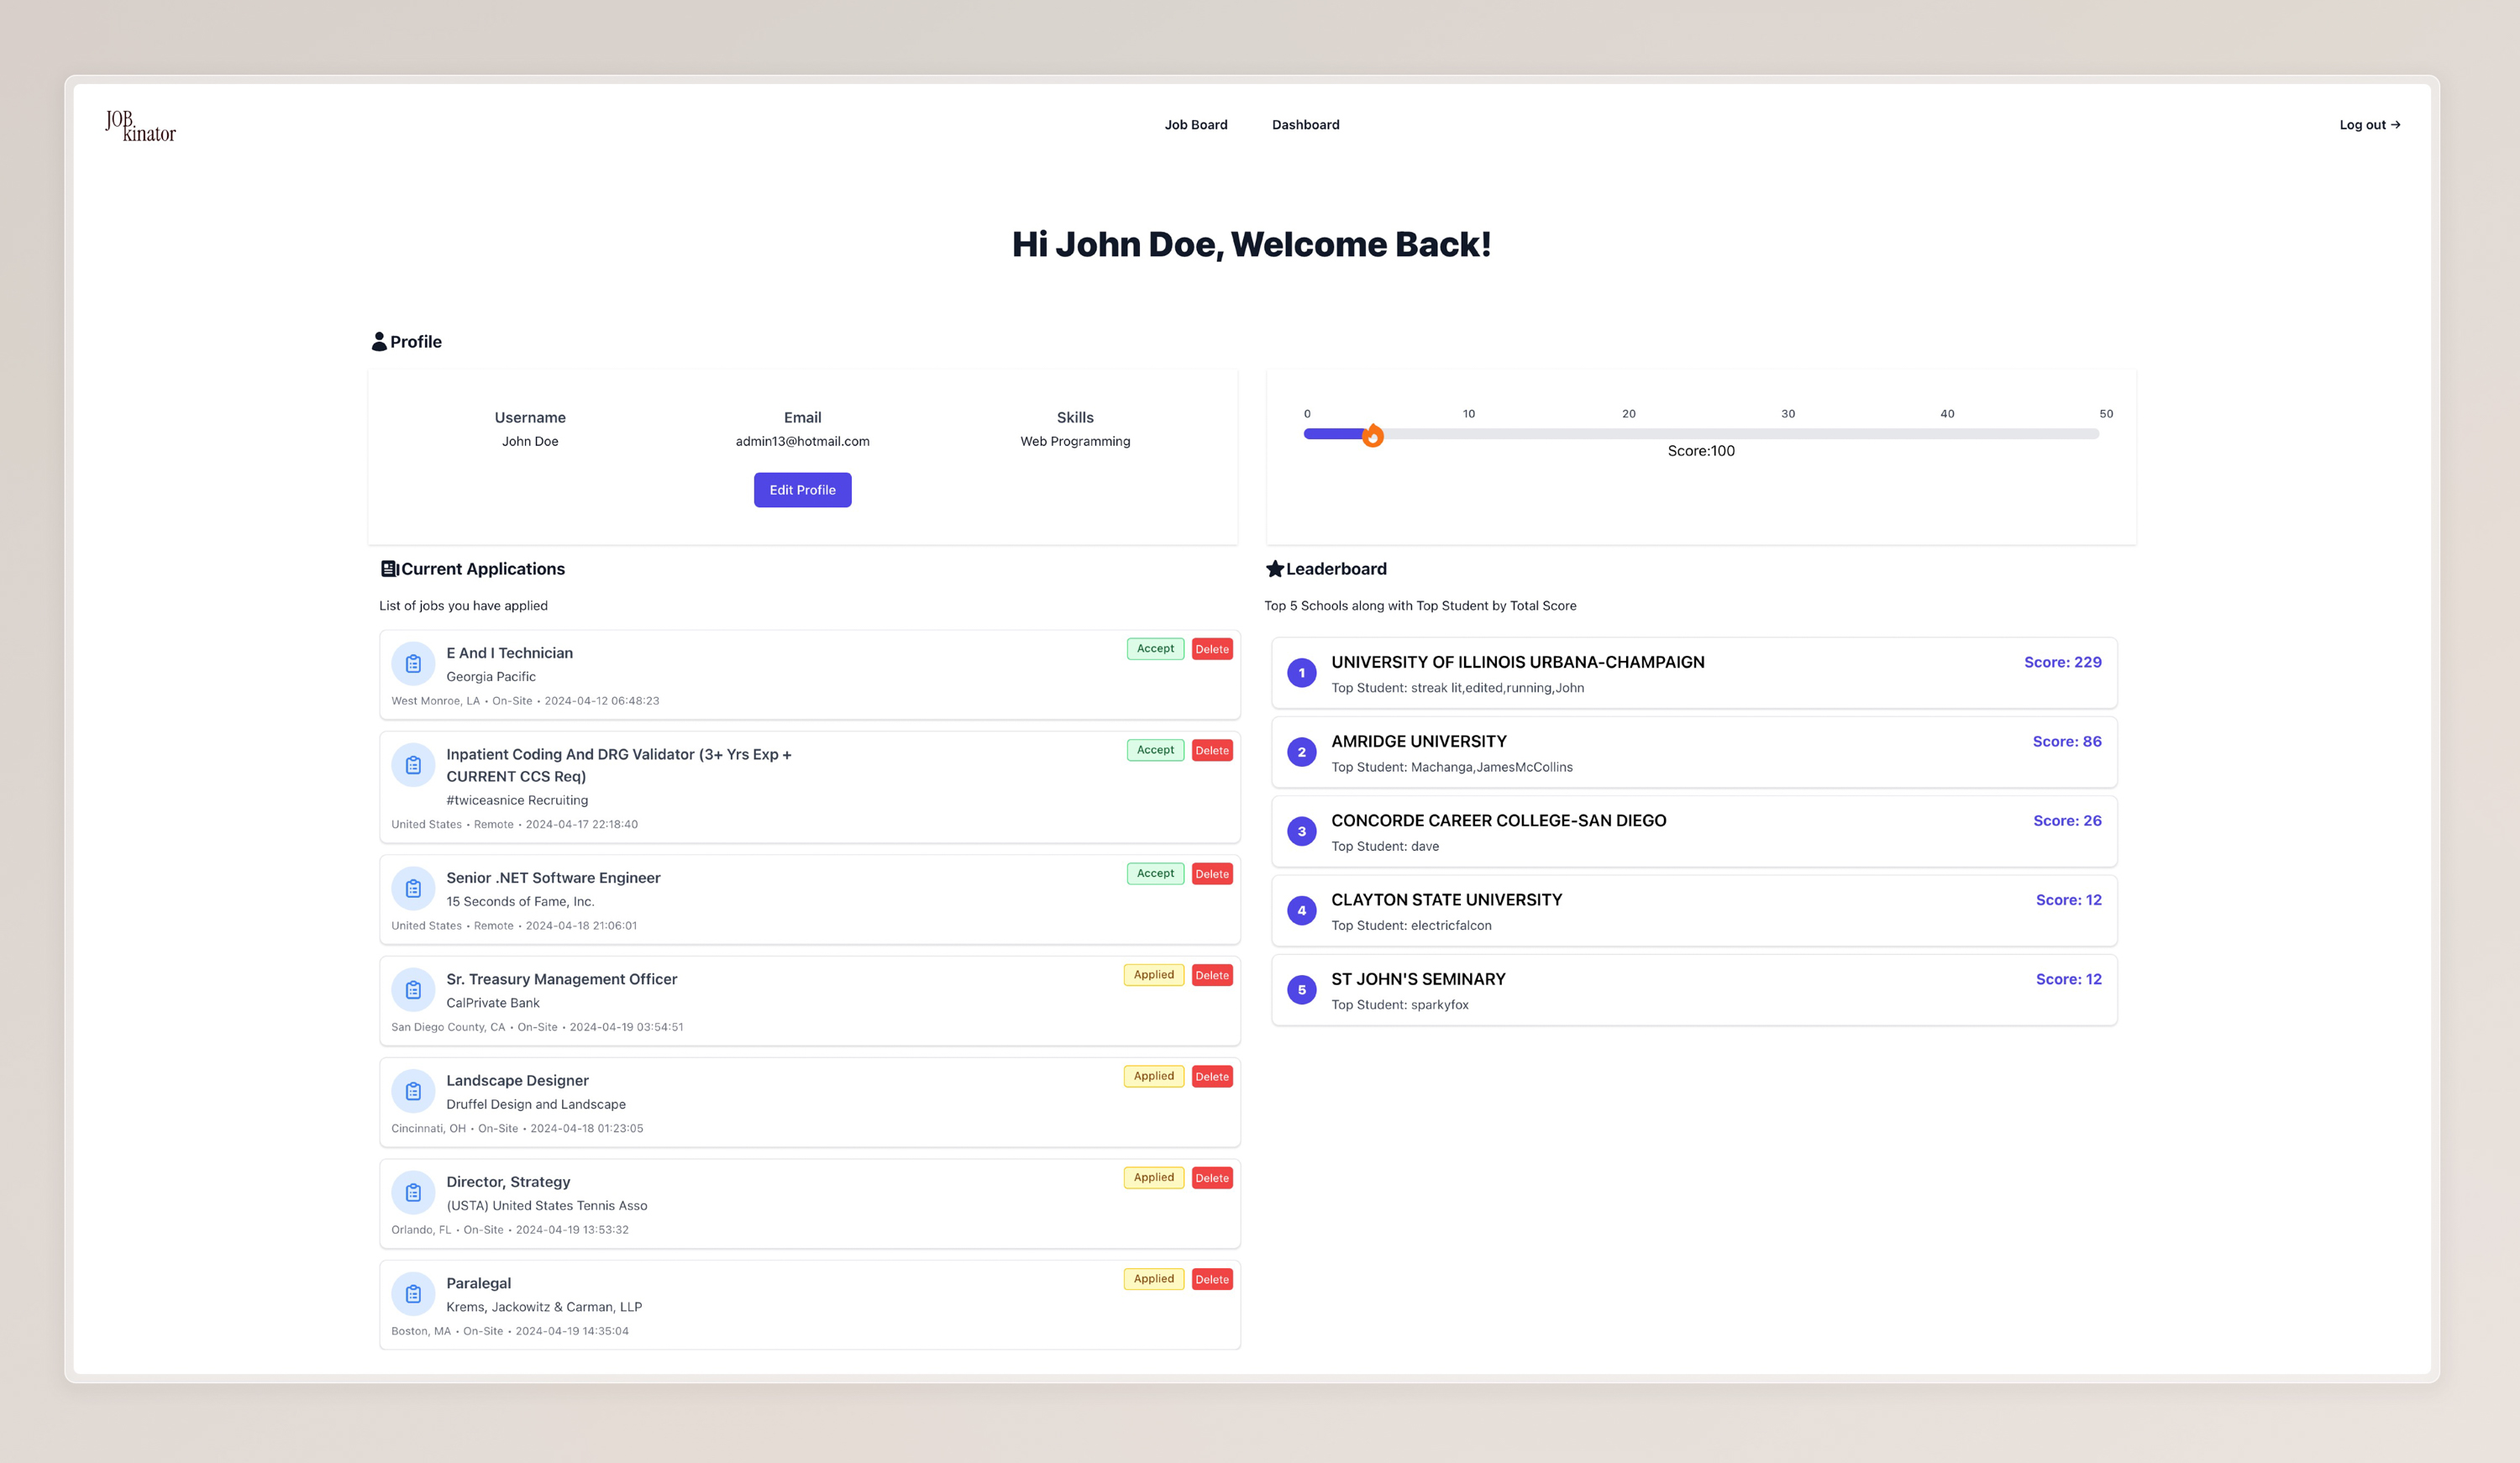 JOB
kinator
Job Board Dashboard
Log out →
Hi John Doe, Welcome Back!
Profile
Username Email Skills
John Doe admin13@hotmail.com Web Programming
Edit Profile
0 10 20 30 40 50
Score:100
Current Applications
List of jobs you have applied
E And I Technician
Accept Delete
Georgia Pacific
West Monroe, LA • On-Site • 2024-04-12 06:48:23
Inpatient Coding And DRG Validator (3+ Yrs Exp +
CURRENT CCS Req)
Accept Delete
#twiceasnice Recruiting
United States • Remote • 2024-04-17 22:18:40
Senior .NET Software Engineer
Accept Delete
15 Seconds of Fame, Inc.
United States • Remote • 2024-04-18 21:06:01
Sr. Treasury Management Officer
Applied Delete
CalPrivate Bank
San Diego County, CA • On-Site • 2024-04-19 03:54:51
Landscape Designer
Applied Delete
Druffel Design and Landscape
Cincinnati, OH • On-Site • 2024-04-18 01:23:05
Director, Strategy
Applied Delete
(USTA) United States Tennis Asso
Orlando, FL • On-Site • 2024-04-19 13:53:32
Paralegal
Applied Delete
Krems, Jackowitz & Carman, LLP
Boston, MA • On-Site • 2024-04-19 14:35:04
Leaderboard
Top 5 Schools along with Top Student by Total Score
1 UNIVERSITY OF ILLINOIS URBANA-CHAMPAIGN Score: 229
Top Student: streak lit,edited,running,John
2 AMRIDGE UNIVERSITY Score: 86
Top Student: Machanga,JamesMcCollins
3 CONCORDE CAREER COLLEGE-SAN DIEGO Score: 26
Top Student: dave
4 CLAYTON STATE UNIVERSITY Score: 12
Top Student: electricfalcon
5 ST JOHN'S SEMINARY Score: 12
Top Student: sparkyfox